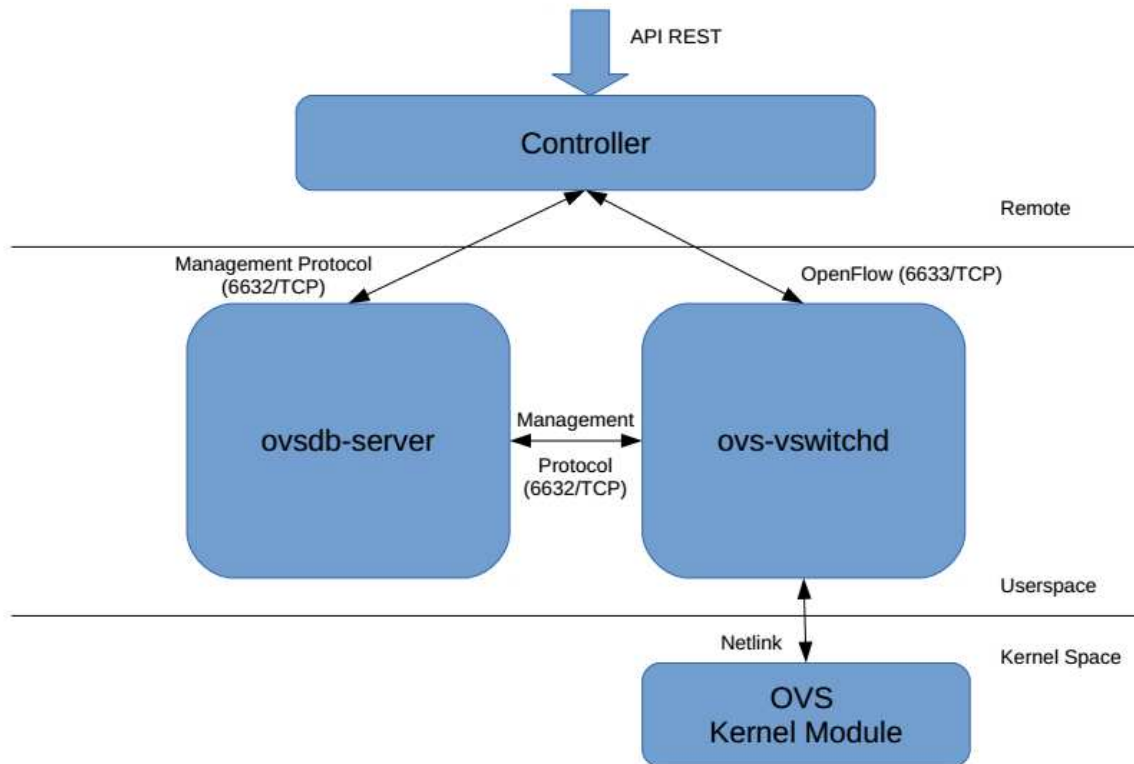 API REST
Controller
Remote
Management Protocol
(6632/TCP)
OpenFlow (6633/TCP)
ovsdb-server
Management
Protocol
(6632/TCP)
ovs-vswitchd
Userspace
Netlink
Kernel Space
OVS
Kernel Module